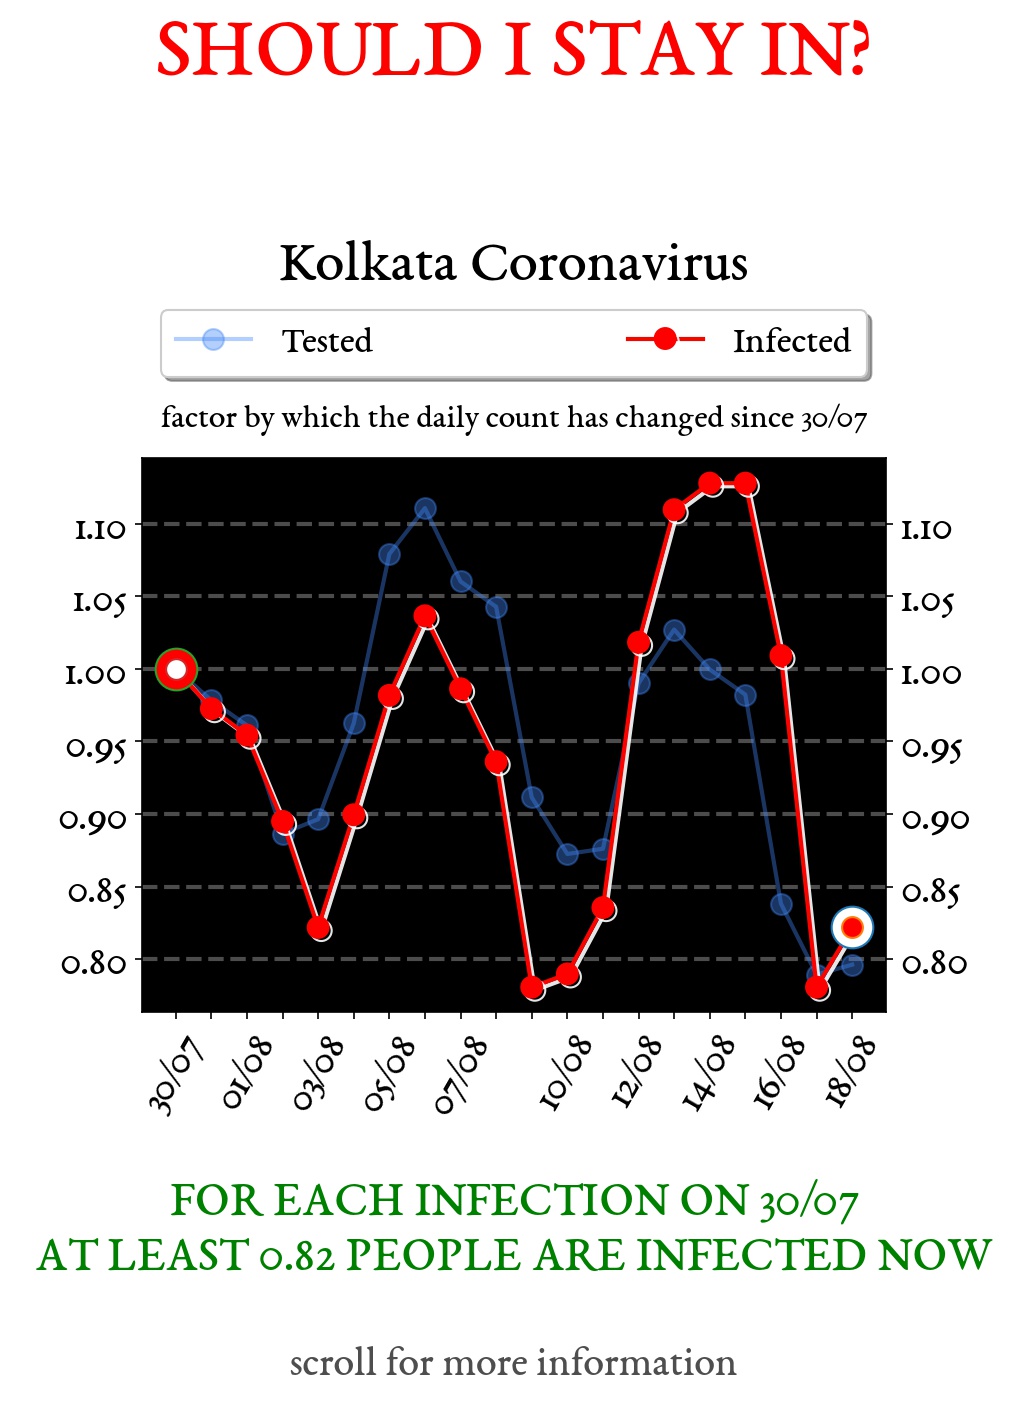 SHOULD I STAY IN?
Kolkata Coronavirus
Tested Infected
factor by which the daily count has changed since 30/07
1.10 1.10
1.05 1.05
1.00 1.00
0.95 0.95
0.90 0.90
0.85 0.85
0.80 0.80
30/07 01/08 03/08 05/08 07/08 10/08 12/08 14/08 16/08 18/08
FOR EACH INFECTION ON 30/07
AT LEAST 0.82 PEOPLE ARE INFECTED NOW
scroll for more information